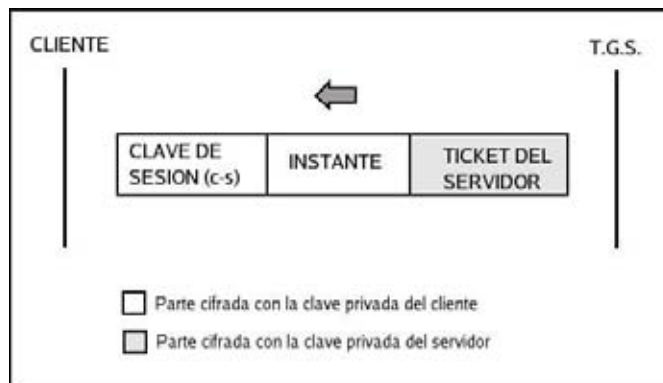 CLIENTE
T.G.S.
CLAVE DE
SESION (c-s)
INSTANTE
TICKET DEL
SERVIDOR
Parte cifrada con la clave privada del cliente
Parte cifrada con la clave privada del servidor